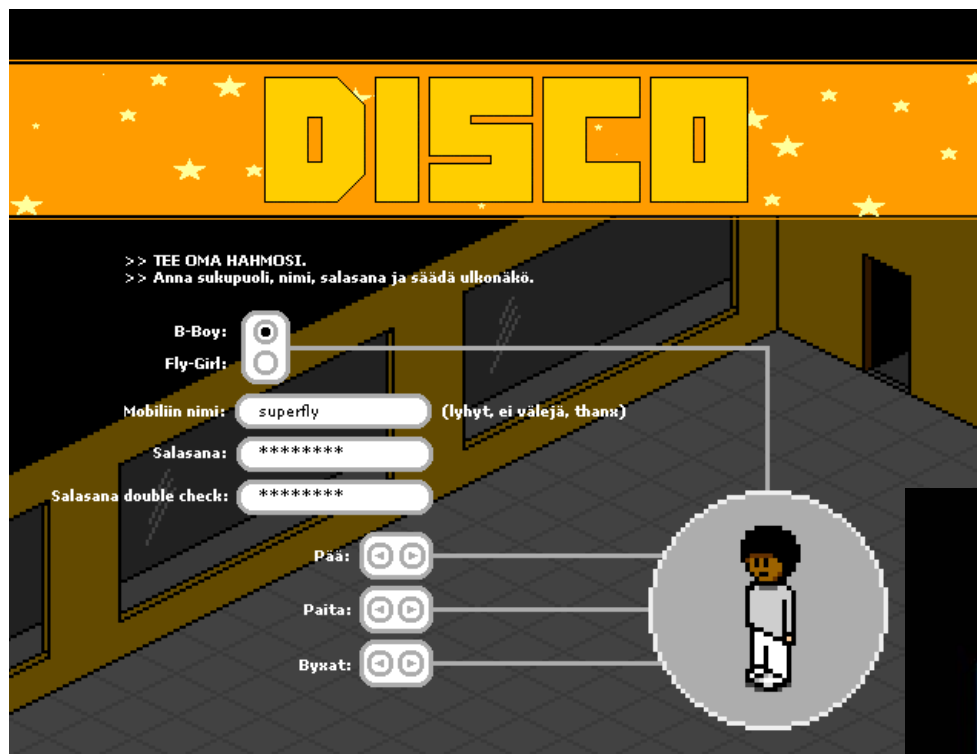 DISCO
>> TEE OMA HAHMOSI.
>> Anna sukupuoli, nimi, salasana ja säädä ulkonäkö.
B-Boy:
Fly-Girl:
Mobiliin nimi: superfly (lyhyt, ei välejä, thanx)
Salasana: ********
Salasana double check: ********
Pää:
Paita:
Byxat: